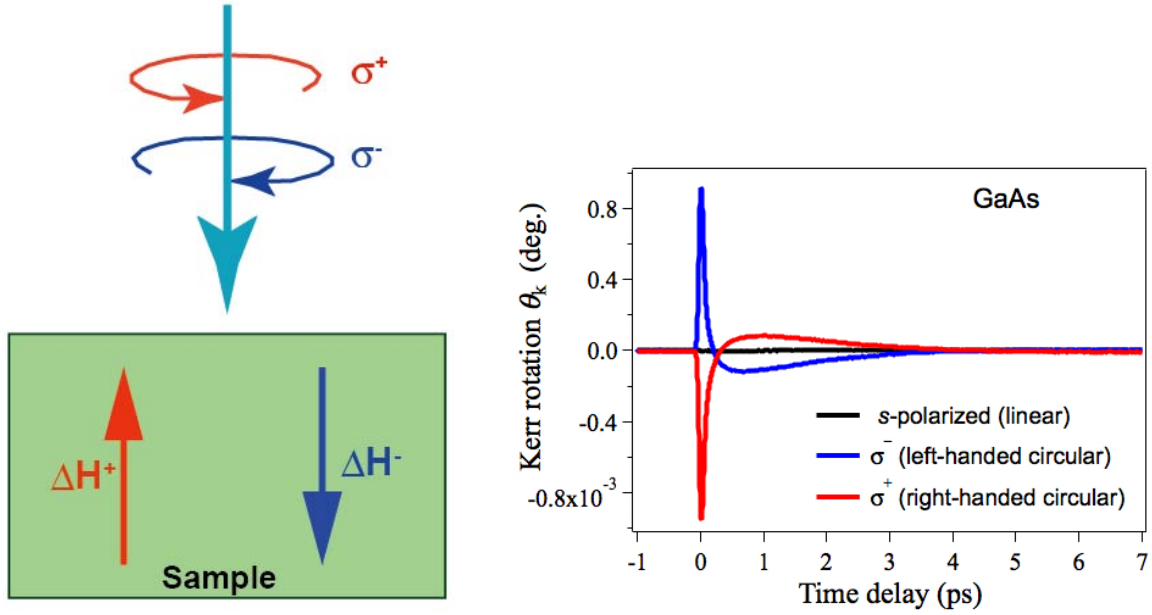 σ⁺
σ⁻
ΔH⁺
ΔH⁻
Sample
GaAs
Kerr rotation θₖ (deg.)
0.8
0.4
0.0
-0.4
-0.8x10⁻³
s-polarized (linear)
σ⁻ (left-handed circular)
σ⁺ (right-handed circular)
-1 0 1 2 3 4 5 6 7
Time delay (ps)